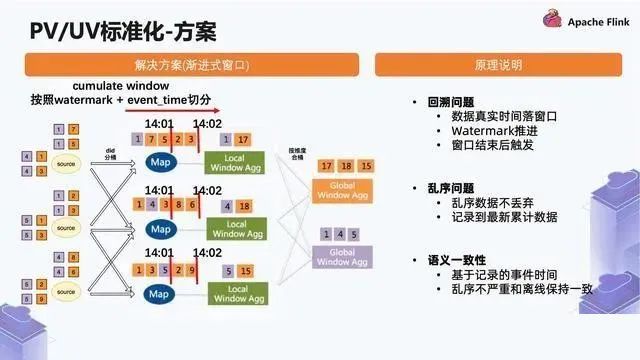 PV/UV标准化-方案
Apache Flink
解决方案(渐进式窗口)
cumulate window
按照watermark + event_time切分
14:01 14:02
1 7
1 5
4 1
4 3
source
did
分桶
1 7 5 2 3
1 17
Map
Local
Window Agg
按维度
合桶
14:01 14:02
5 1
5 3
1 2
1 3
source
1 4 3 8 6
4 18
Map
Local
Window Agg
14:01 14:02
4 8
4 6
5 2
5 9
source
1 3 5 2 9
5 15
Map
Local
Window Agg
17 18 15
Global
Window Agg
1 4 5
Global
Window Agg
原理说明
• 回溯问题
• 数据真实时间落窗口
• Watermark推进
• 窗口结束后触发
• 乱序问题
• 乱序数据不丢弃
• 记录到最新累计数据
• 语义一致性
• 基于记录的事件时间
• 乱序不严重和离线保持一致